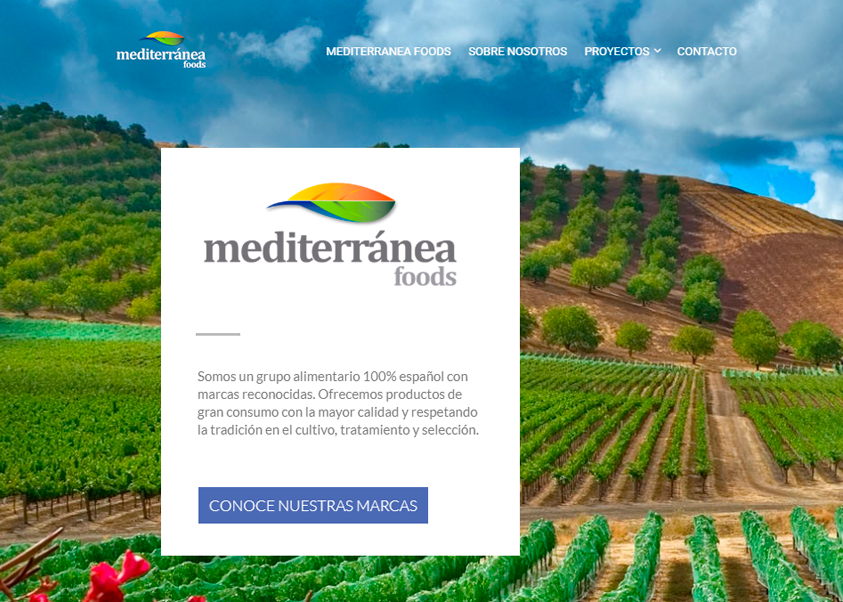 mediterránea
foods
MEDITERRANEA FOODS SOBRE NOSOTROS PROYECTOS CONTACTO
mediterránea
foods
Somos un grupo alimentario 100% español con
marcas reconocidas. Ofrecemos productos de
gran consumo con la mayor calidad y respetando
la tradición en el cultivo, tratamiento y selección.
CONOCE NUESTRAS MARCAS